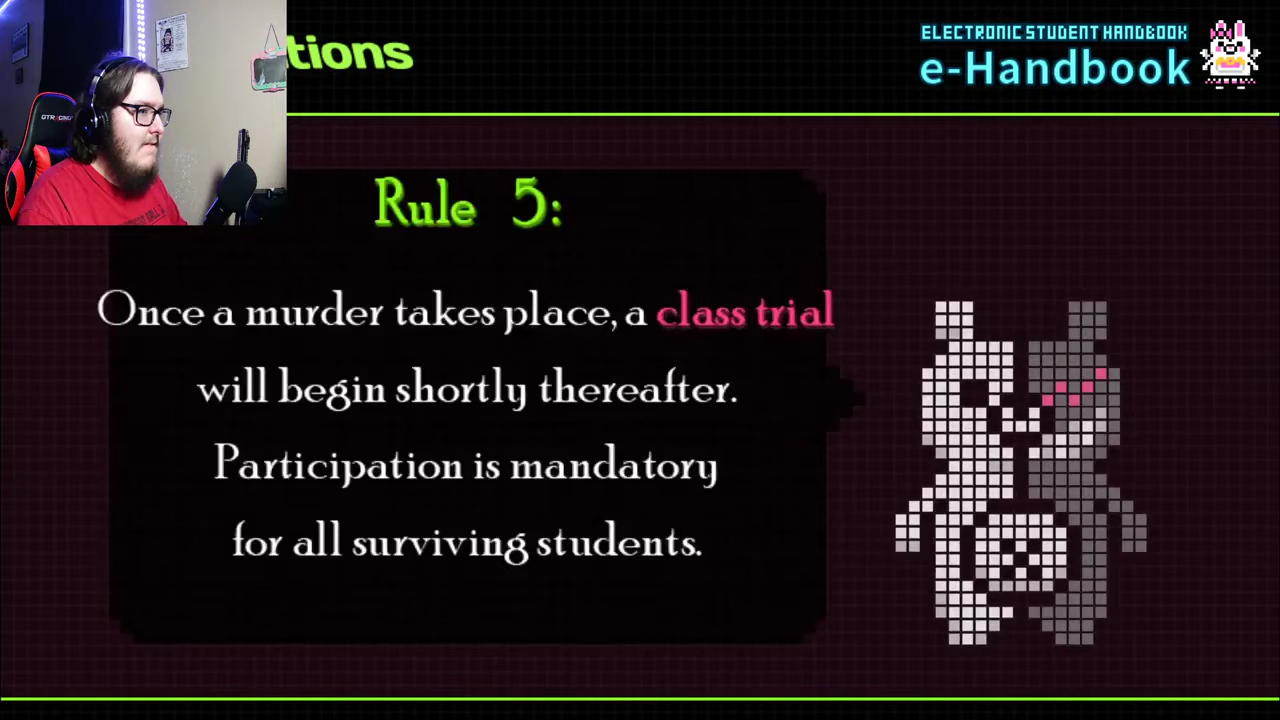 tions
ELECTRONIC STUDENT HANDBOOK
e-Handbook
GTRACING
Rule 5:
Once a murder takes place, a class trial
will begin shortly thereafter.
Participation is mandatory
for all surviving students.